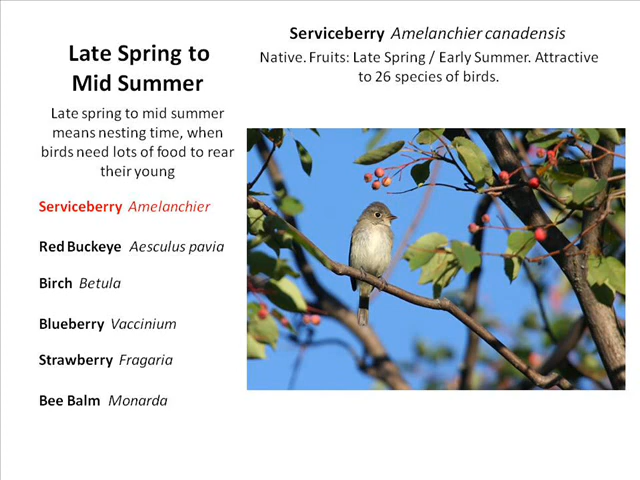 Late Spring to
Mid Summer
Late spring to mid summer
means nesting time, when
birds need lots of food to rear
their young
Serviceberry Amelanchier
Red Buckeye Aesculus pavia
Birch Betula
Blueberry Vaccinium
Strawberry Fragaria
Bee Balm Monarda
Serviceberry Amelanchier canadensis
Native. Fruits: Late Spring / Early Summer. Attractive
to 26 species of birds.